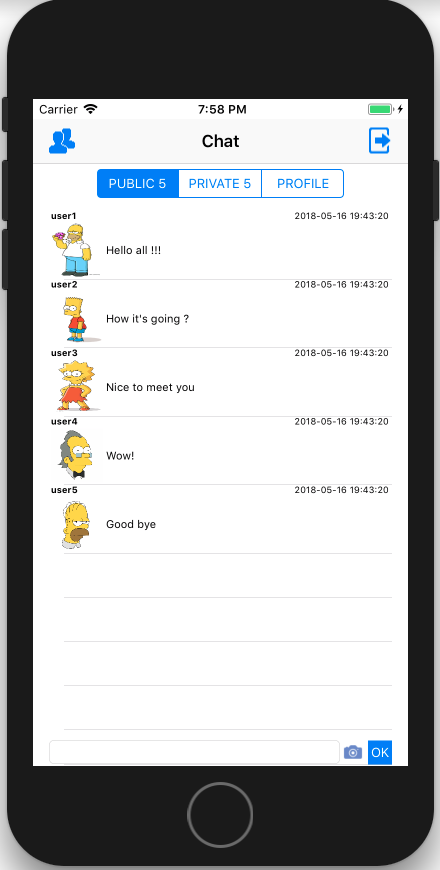 Carrier 7:58 PM
Chat
PUBLIC 5 PRIVATE 5 PROFILE
user1 2018-05-16 19:43:20
Hello all !!!
user2 2018-05-16 19:43:20
How it's going ?
user3 2018-05-16 19:43:20
Nice to meet you
user4 2018-05-16 19:43:20
Wow!
user5 2018-05-16 19:43:20
Good bye
OK